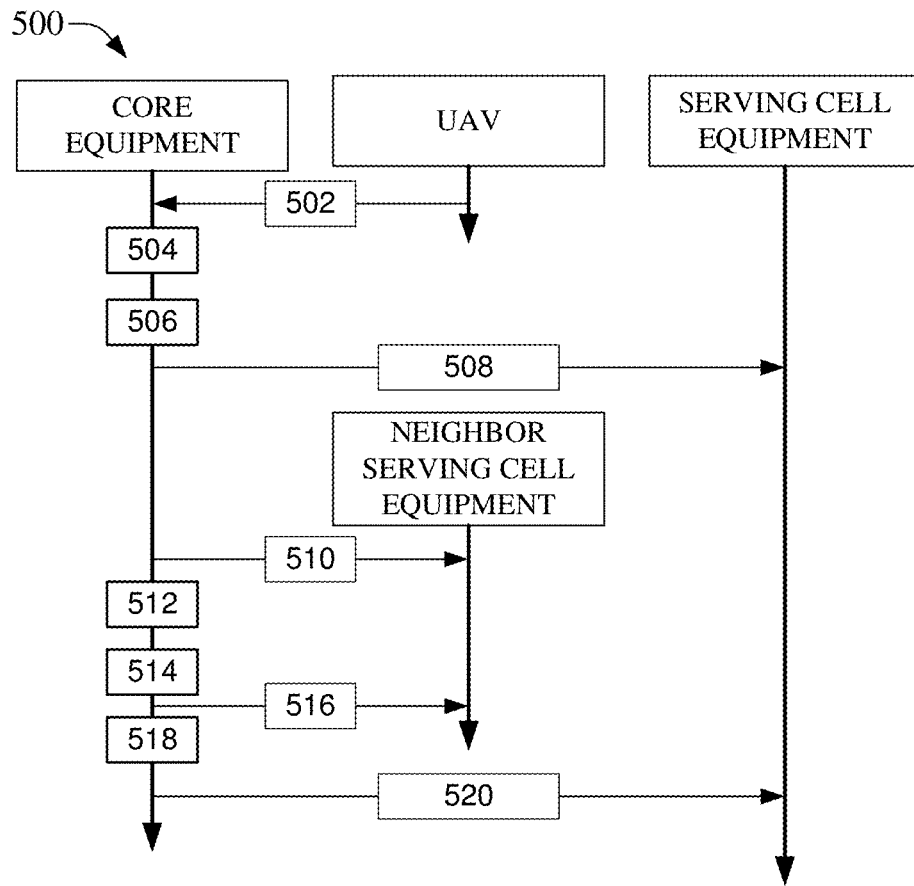 500
CORE
EQUIPMENT
UAV
SERVING CELL
EQUIPMENT
502
504
506
508
NEIGHBOR
SERVING CELL
EQUIPMENT
510
512
514
516
518
520